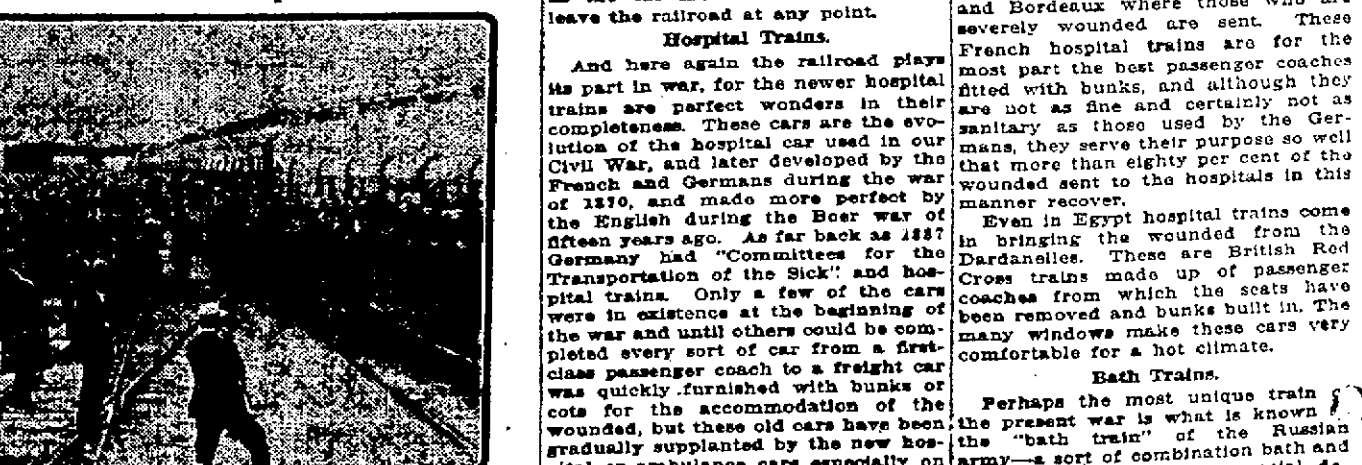 leave the railroad at any point.
Hospital Trains.
And here again the railroad plays
its part in war, for the newer hospital
trains are perfect wonders in their
completeness. These cars are the evo-
lution of the hospital car used in our
Civil War, and later developed by the
French and Germans during the war
of 1870, and made more perfect by
the English during the Boer war of
fifteen years ago. As far back as 1887
Germany had "Committees for the
Transportation of the Sick" and hos-
pital trains. Only a few of the cars
were in existence at the beginning of
the war and until others could be com-
pleted every sort of car from a first-
class passenger coach to a freight car
was quickly furnished with bunks or
cots for the accommodation of the
wounded, but these old cars have been
gradually supplanted by the new hos-
ambulance cars especially on
and Bordeaux where those who are
severely wounded are sent. These
French hospital trains are for the
most part the best passenger coaches
fitted with bunks, and although they
are not as fine and certainly not as
sanitary as those used by the Ger-
mans, they serve their purpose so well
that more than eighty per cent of the
wounded sent to the hospitals in this
manner recover.
Even in Egypt hospital trains come
in bringing the wounded from the
Dardanelles. These are British Red
Cross trains made up of passenger
coaches from which the seats have
been removed and bunks built in. The
many windows make these cars very
comfortable for a hot climate.
Bath Trains.
Perhaps the most unique train
the present war is what is known
the "bath train" of the Russian
army—a sort of combination bath and